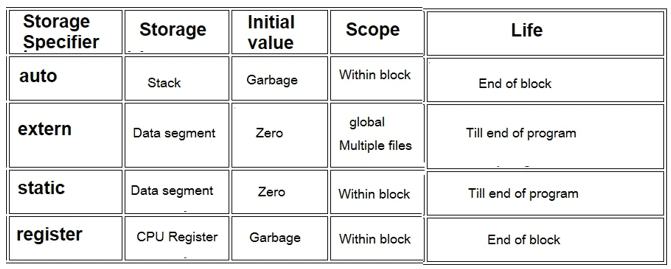 Storage Specifier Storage Initial value Scope Life
auto Stack Garbage Within block End of block
extern Data segment Zero global Multiple files Till end of program
static Data segment Zero Within block Till end of program
register CPU Register Garbage Within block End of block